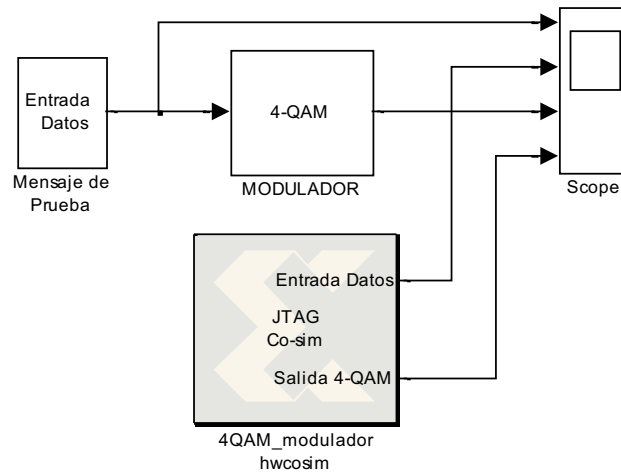 Entrada
Datos
Mensaje de
Prueba
4-QAM
MODULADOR
Scope
Entrada Datos
JTAG
Co-sim
Salida 4-QAM
4QAM_modulador
hwcosim